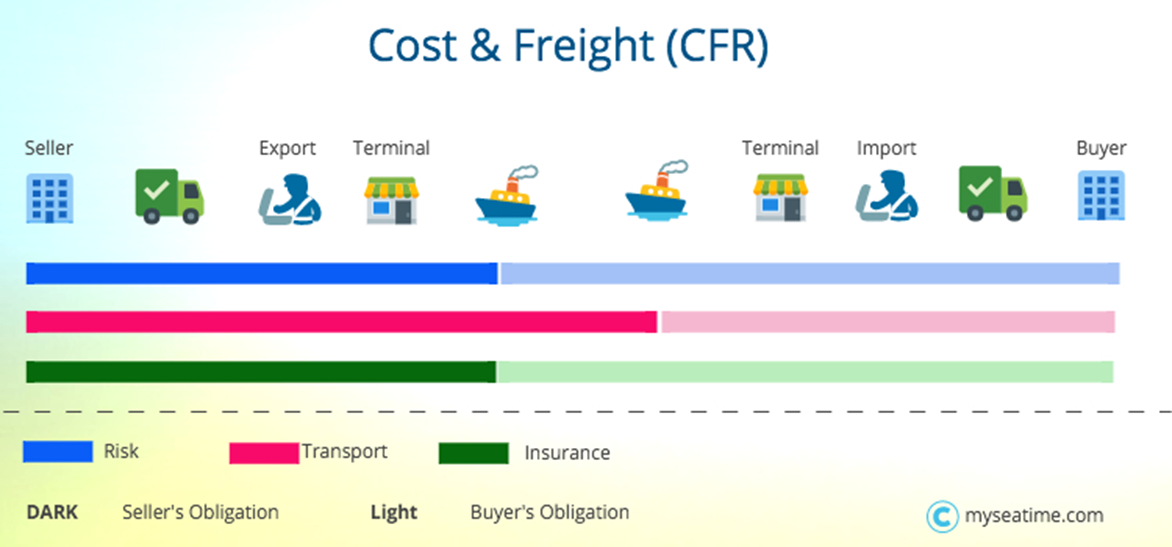 Cost & Freight (CFR)
Seller Export Terminal Terminal Import Buyer
Risk Transport Insurance
DARK Seller's Obligation Light Buyer's Obligation
C myseatime.com